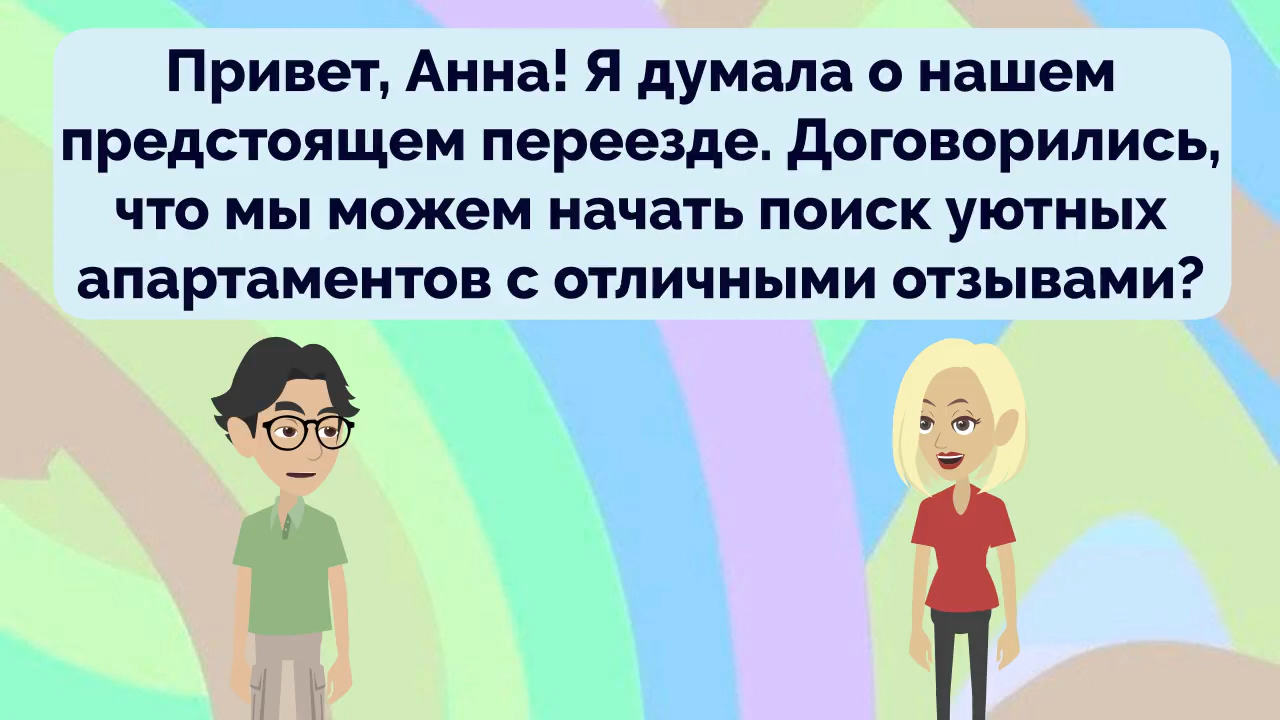 Привет, Анна! Я думала о нашем
предстоящем переезде. Договорились,
что мы можем начать поиск уютных
апартаментов с отличными отзывами?